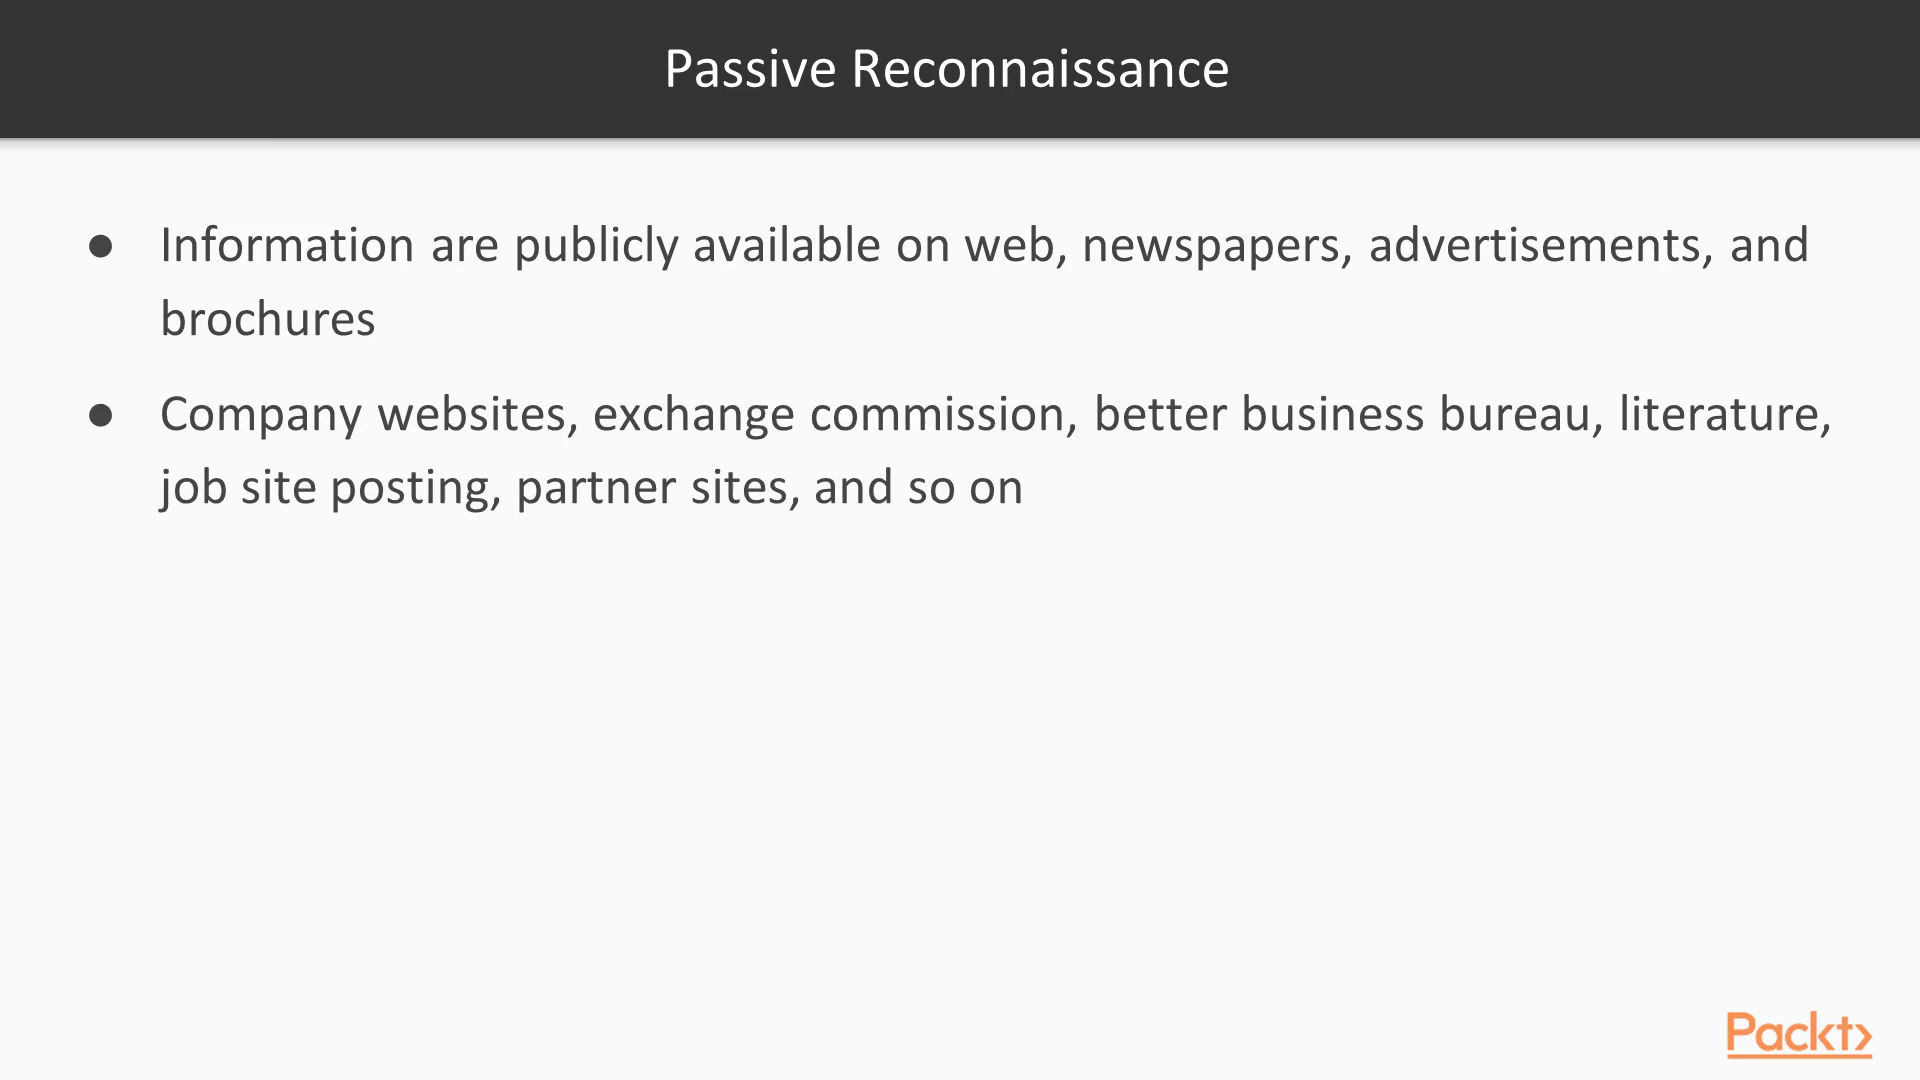 Passive Reconnaissance
● Information are publicly available on web, newspapers, advertisements, and
brochures
● Company websites, exchange commission, better business bureau, literature,
job site posting, partner sites, and so on
Packt>